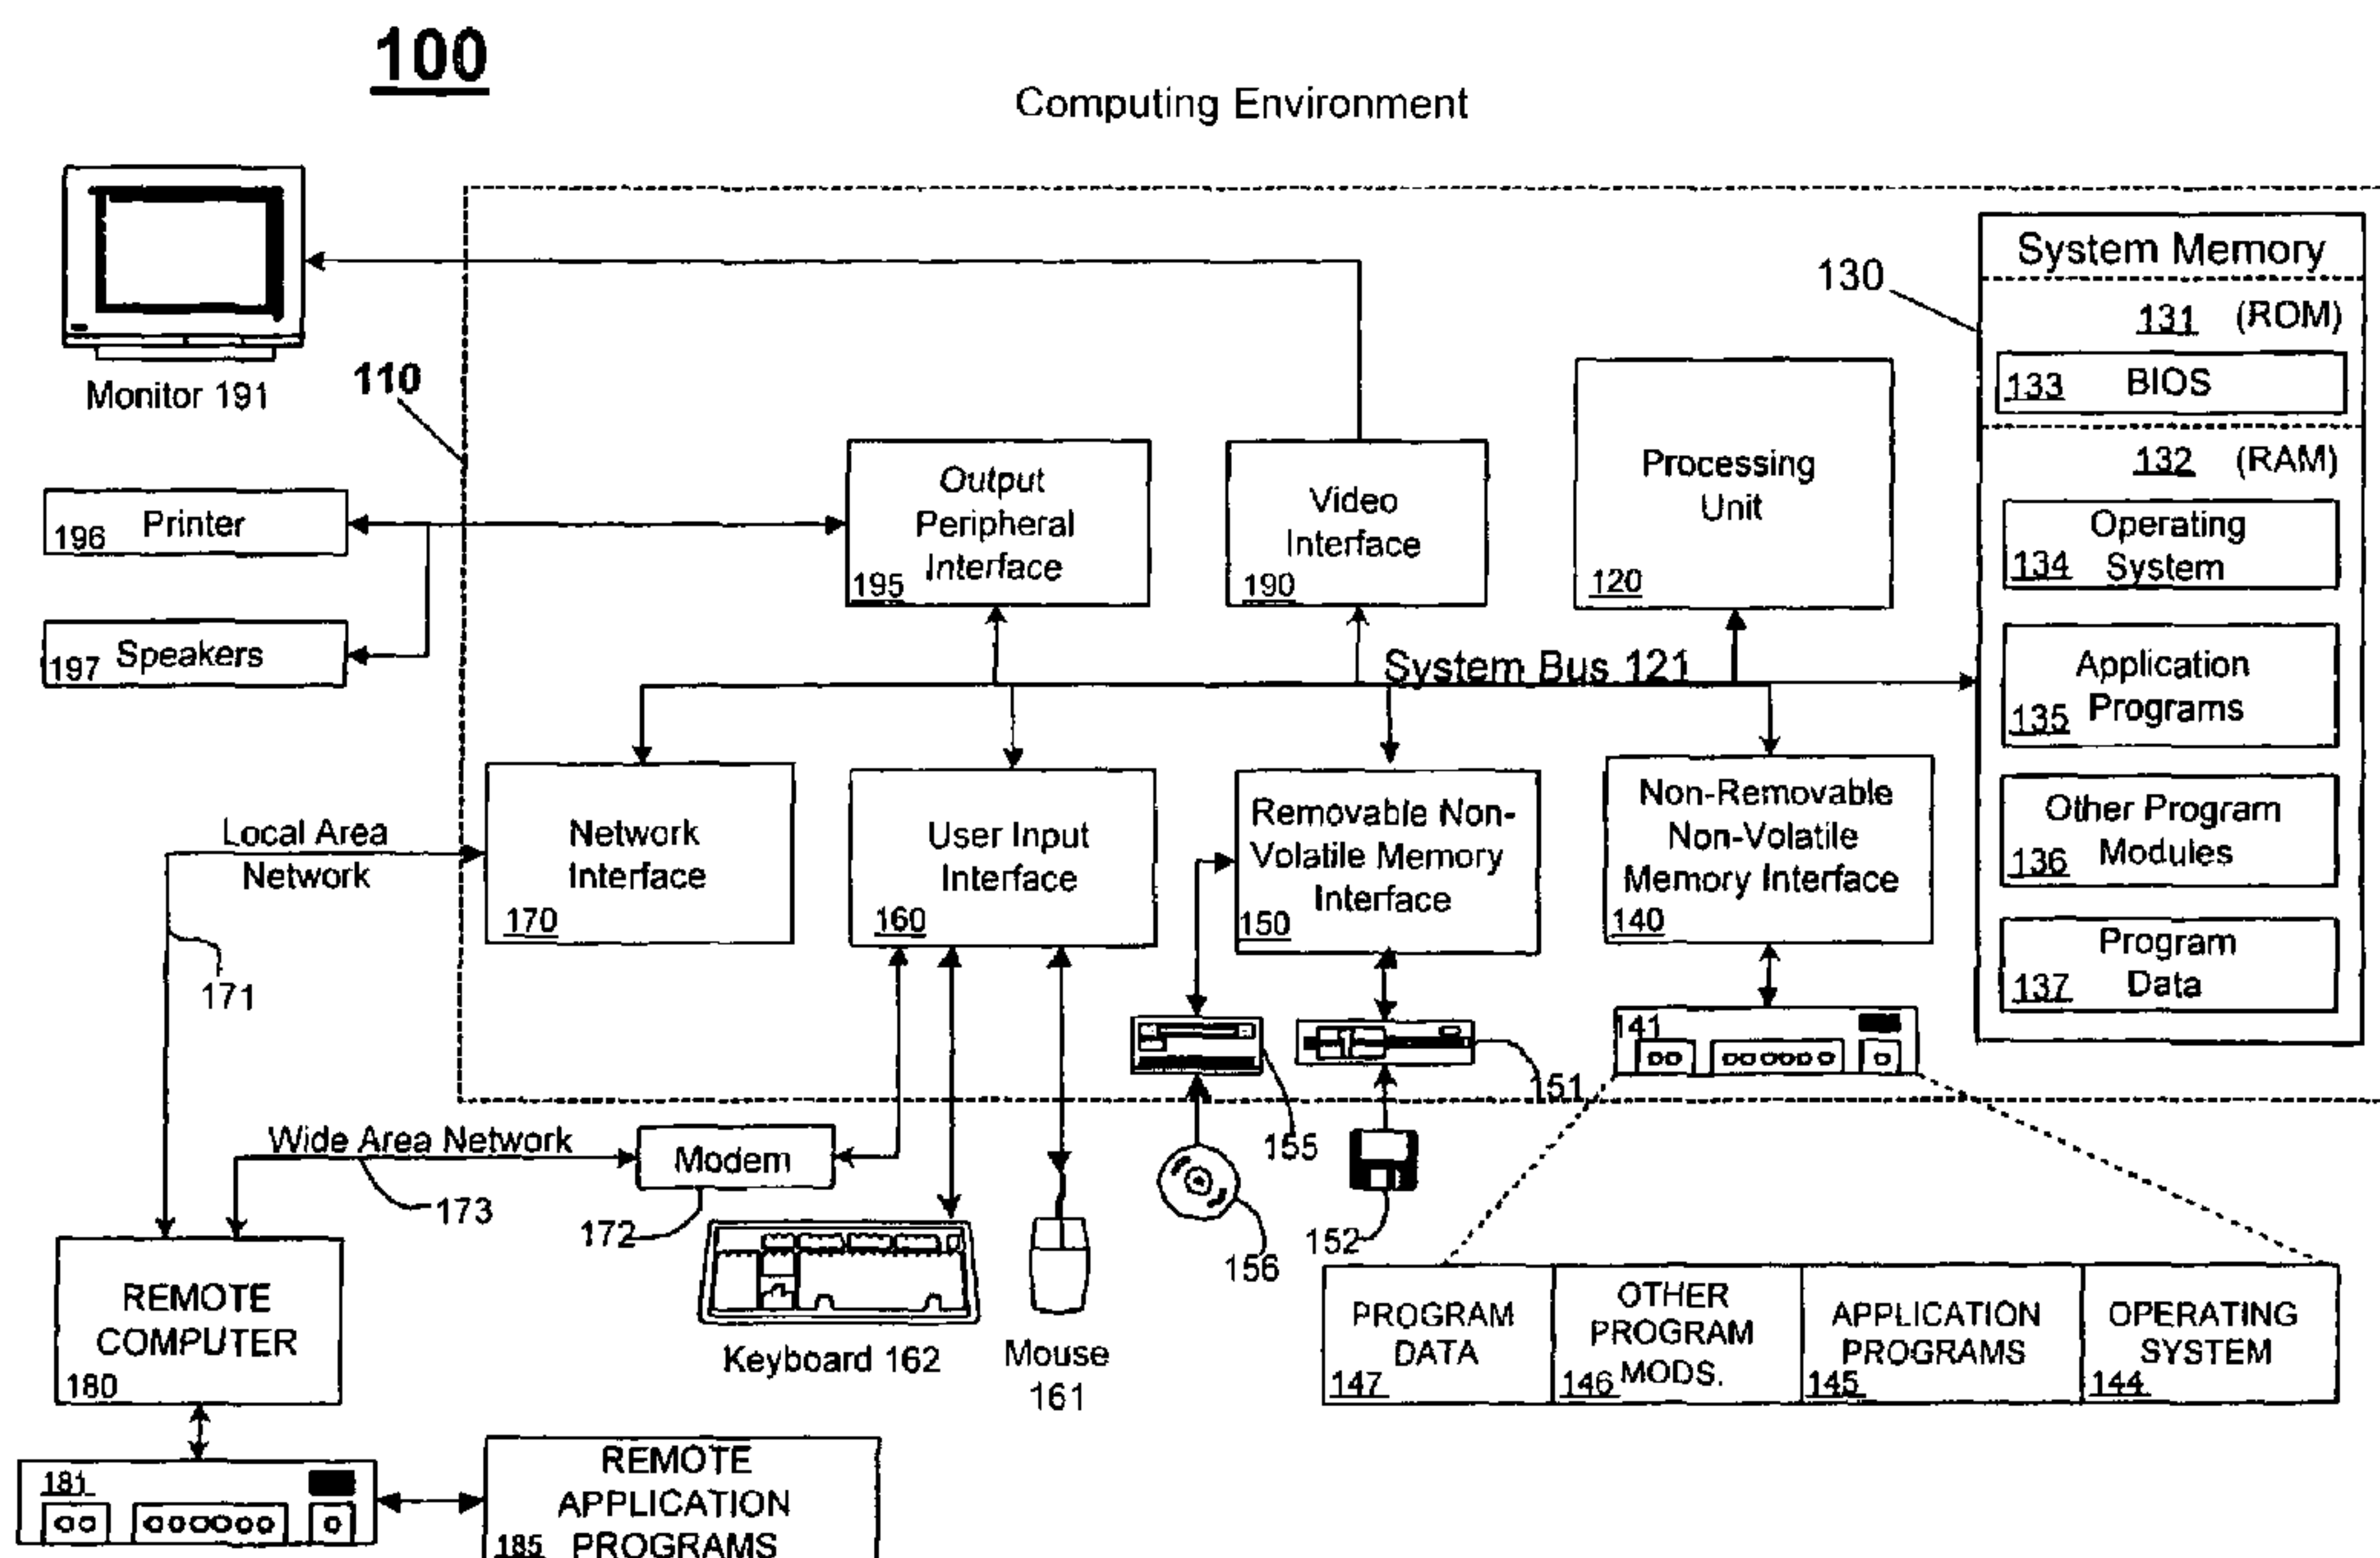 100
Computing Environment
Monitor 191
110
130
System Memory
131 (ROM)
133 BIOS
132 (RAM)
Operating
134 System
Application
135 Programs
Other Program
136 Modules
Program
137 Data
Printer
196
Speakers
197
Output
Peripheral
Interface
195
Video
Interface
190
Processing
Unit
120
System Bus 121
Local Area
Network
171
Network
Interface
170
User Input
Interface
160
Removable Non-
Volatile Memory
Interface
150
Non-Removable
Non-Volatile
Memory Interface
140
141
151
155
Wide Area Network
173
Modem
172
156
152
Keyboard 162
Mouse
161
REMOTE
COMPUTER
180
PROGRAM
DATA
147
OTHER
PROGRAM
146 MODS.
APPLICATION
PROGRAMS
145
OPERATING
SYSTEM
144
181
REMOTE
APPLICATION
185 PROGRAMS